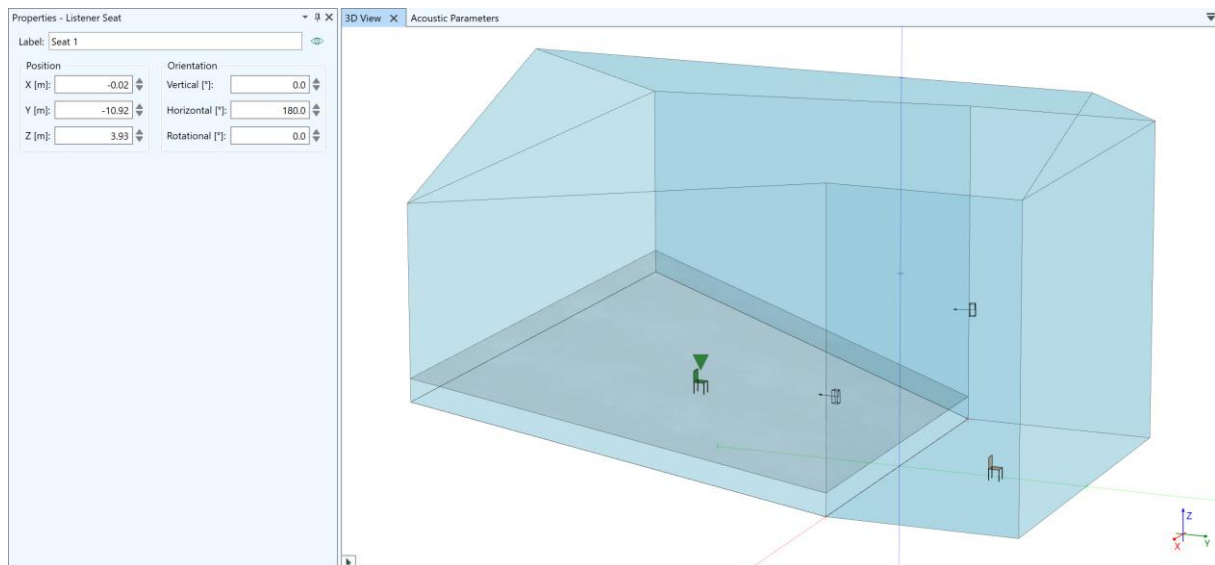 Properties - Listener Seat
Label: Seat 1
Position
X [m]: -0.02
Y [m]: -10.92
Z [m]: 3.93
Orientation
Vertical [°]: 0.0
Horizontal [°]: 180.0
Rotational [°]: 0.0
3D View Acoustic Parameters
Z
X Y